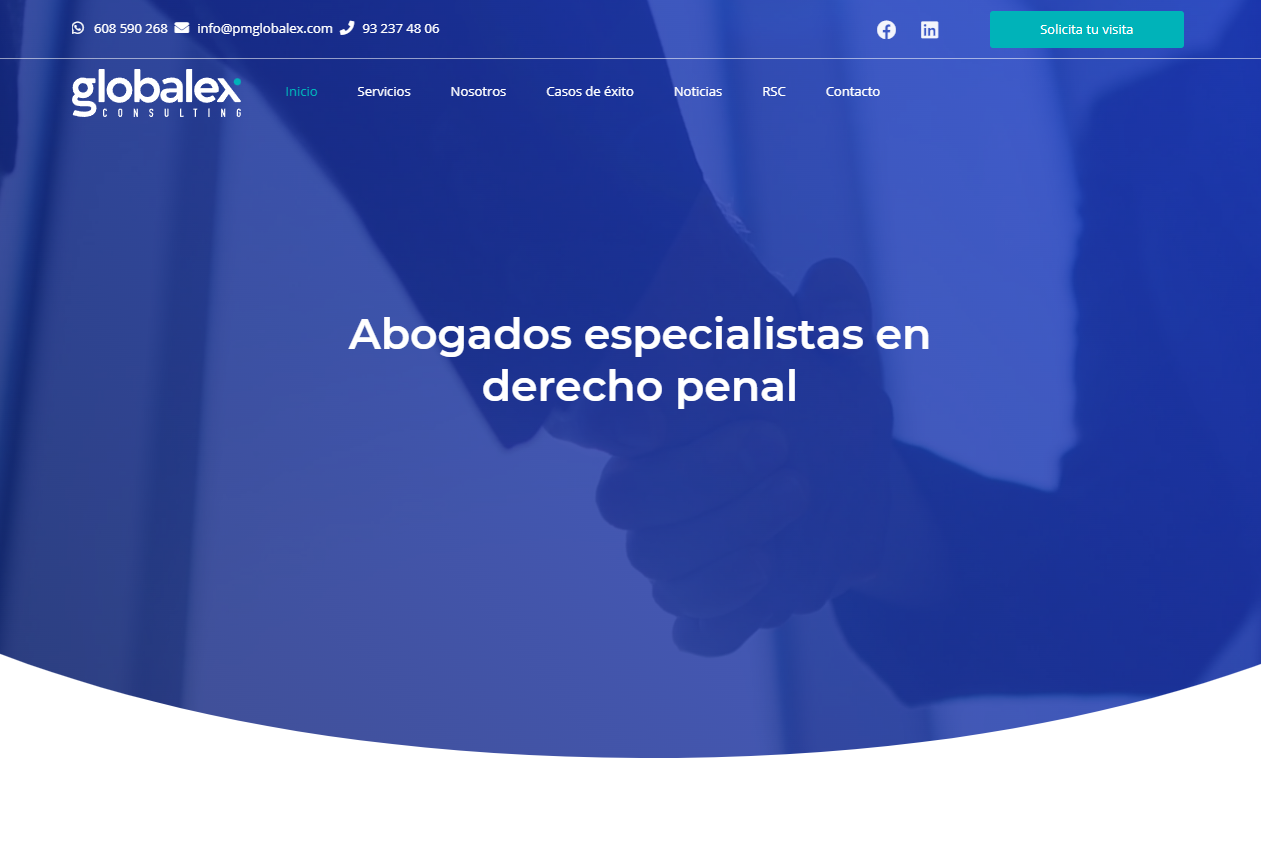 608 590 268 info@pmglobalex.com 93 237 48 06
Solicita tu visita
globalex
CONSULTING
Inicio Servicios Nosotros Casos de éxito Noticias RSC Contacto
Abogados especialistas en
derecho penal